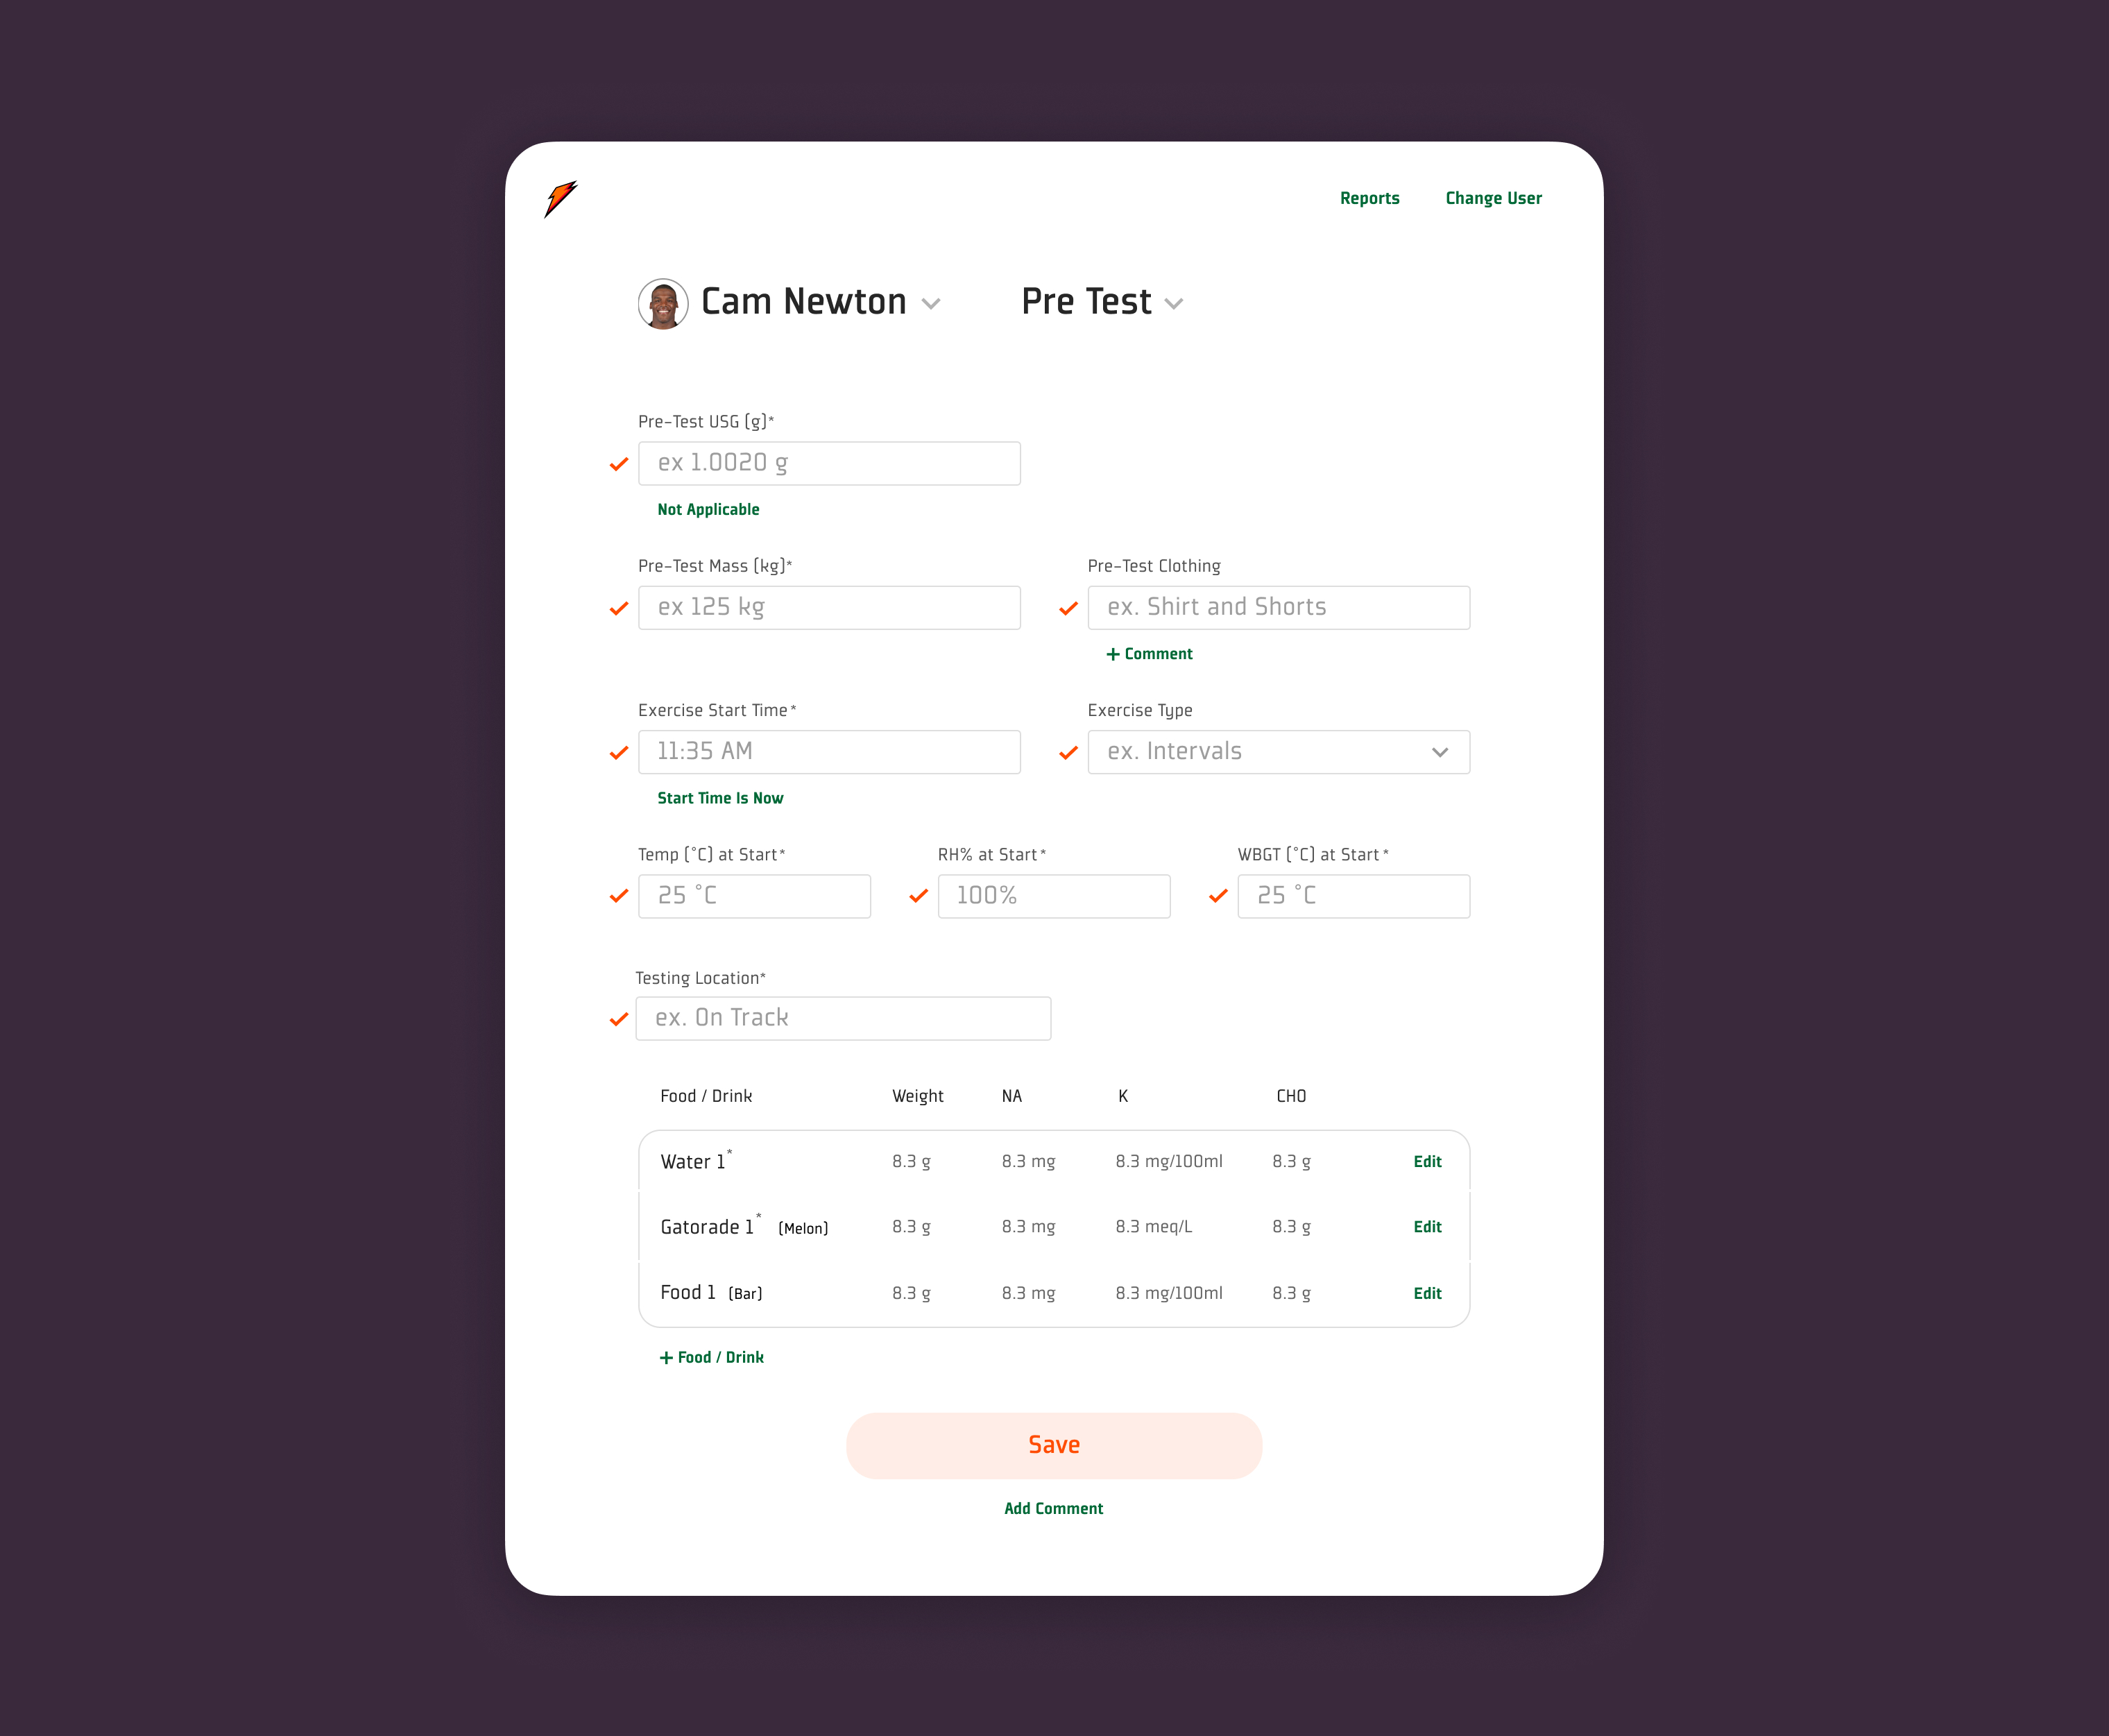 Reports Change User
Cam Newton Pre Test
Pre-Test USG (g)*
ex 1.0020 g
Not Applicable
Pre-Test Mass (kg)* Pre-Test Clothing
ex 125 kg ex. Shirt and Shorts
+ Comment
Exercise Start Time* Exercise Type
11:35 AM ex. Intervals
Start Time Is Now
Temp (°C) at Start* RH% at Start* WBGT (°C) at Start*
25 °C 100% 25 °C
Testing Location*
ex. On Track
Food / Drink Weight NA K CHO
Water 1* 8.3 g 8.3 mg 8.3 mg/100ml 8.3 g Edit
Gatorade 1* (Melon) 8.3 g 8.3 mg 8.3 meq/L 8.3 g Edit
Food 1 (Bar) 8.3 g 8.3 mg 8.3 mg/100ml 8.3 g Edit
+ Food / Drink
Save
Add Comment